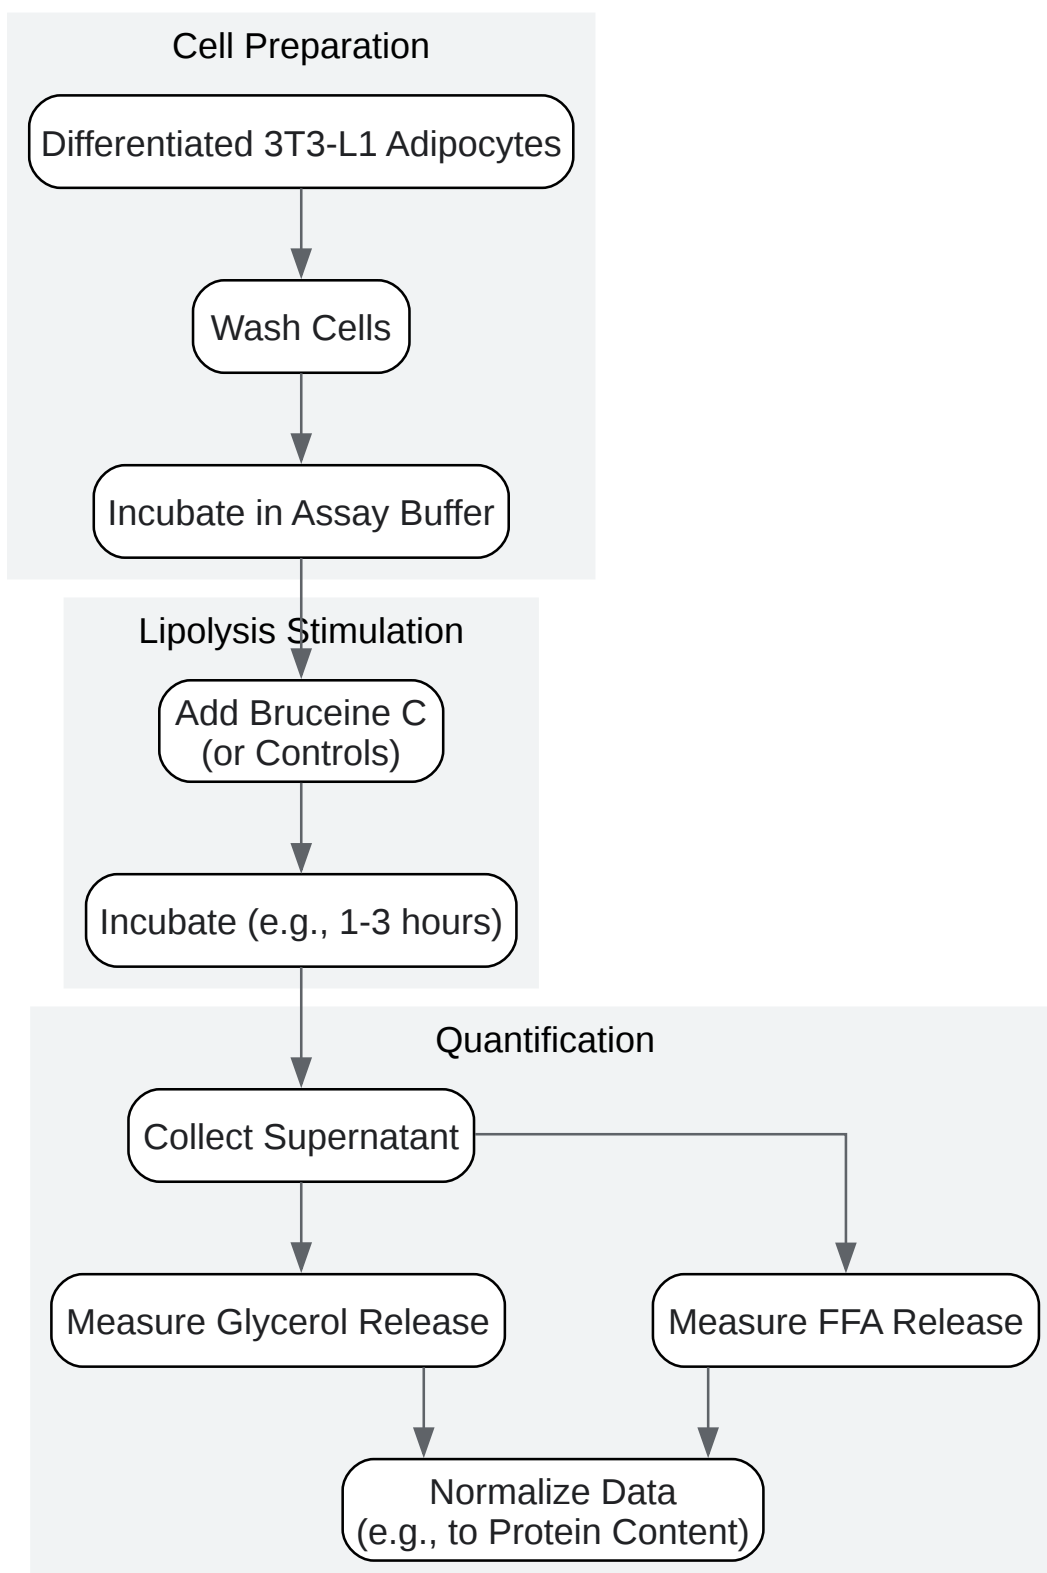 Cell Preparation
Differentiated 3T3-L1 Adipocytes
Wash Cells
Incubate in Assay Buffer
Lipolysis Stimulation
Add Bruceine C
(or Controls)
Incubate (e.g., 1-3 hours)
Quantification
Collect Supernatant
Measure Glycerol Release
Measure FFA Release
Normalize Data
(e.g., to Protein Content)